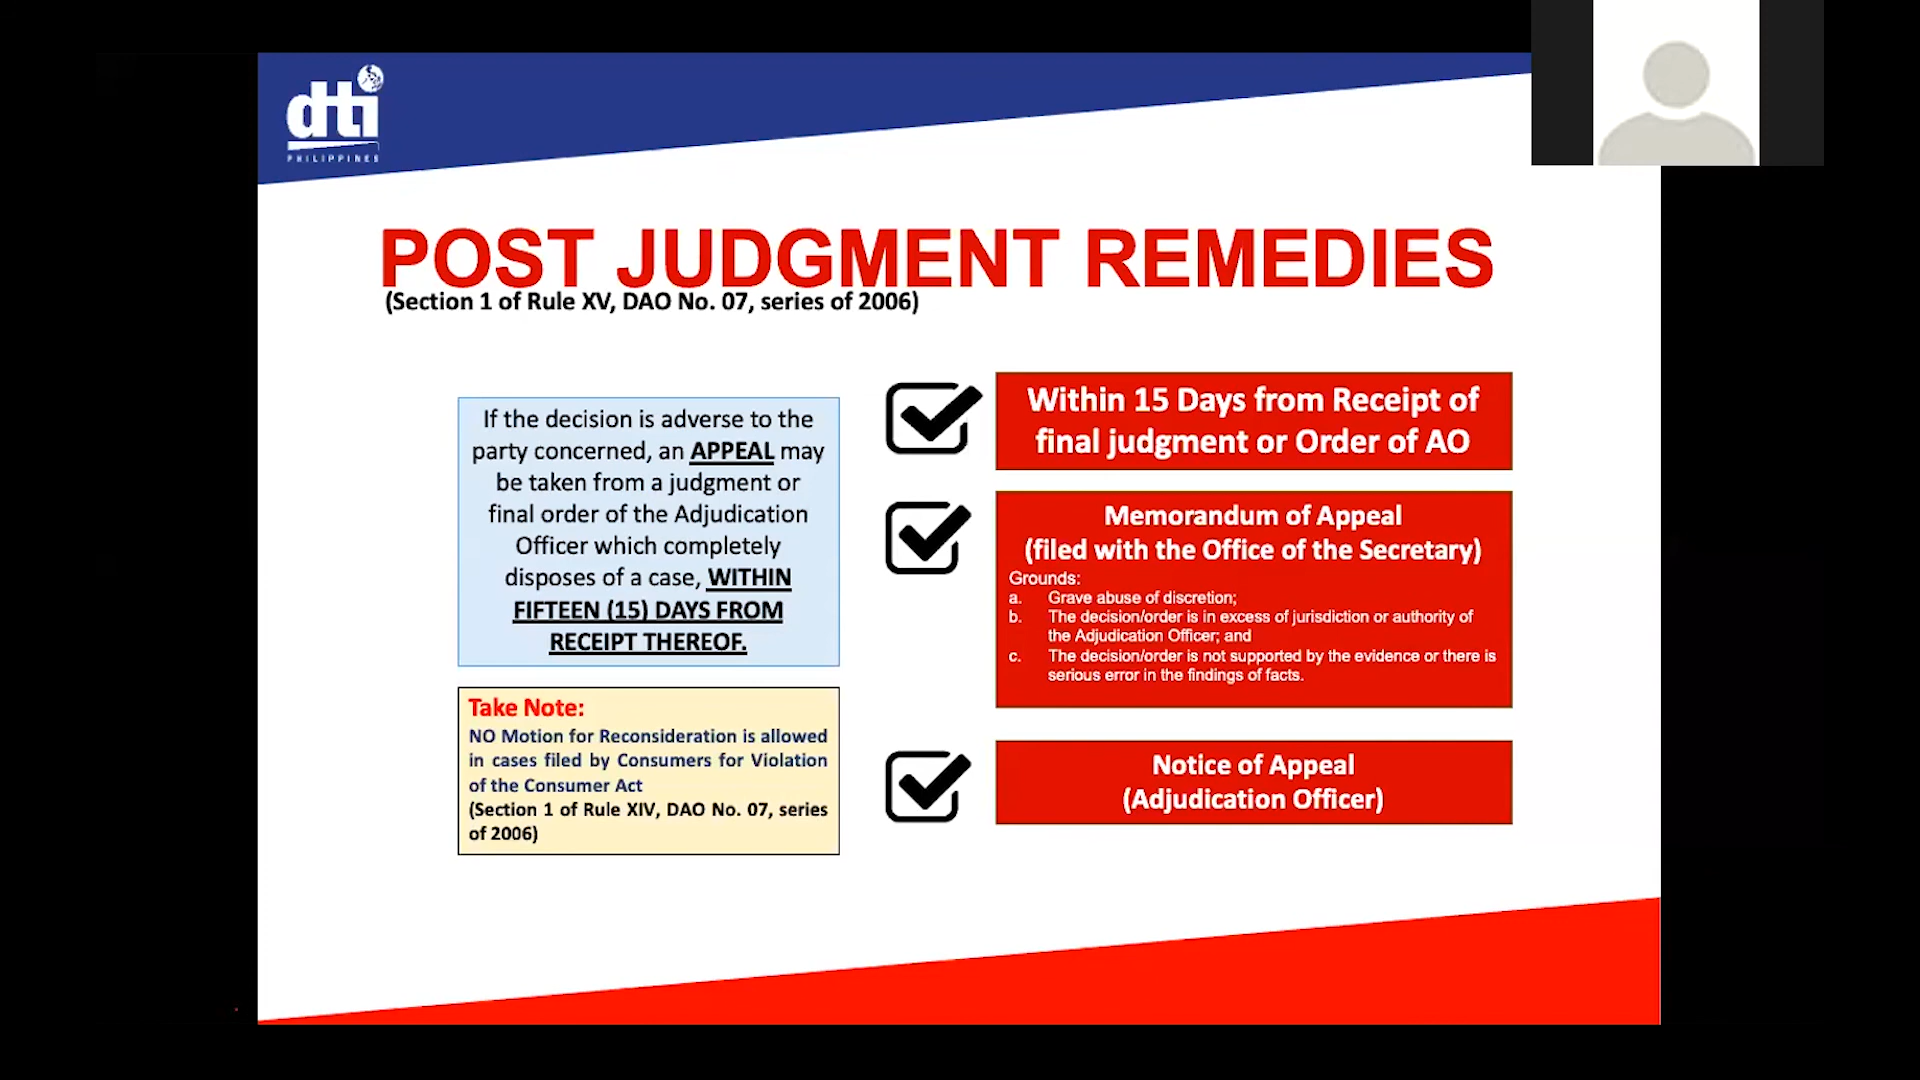 dti
PHILIPPINES
POST JUDGMENT REMEDIES
(Section 1 of Rule XV, DAO No. 07, series of 2006)
If the decision is adverse to the
party concerned, an APPEAL may
be taken from a judgment or
final order of the Adjudication
Officer which completely
disposes of a case, WITHIN
FIFTEEN (15) DAYS FROM
RECEIPT THEREOF.
Take Note:
NO Motion for Reconsideration is allowed
in cases filed by Consumers for Violation
of the Consumer Act
(Section 1 of Rule XIV, DAO No. 07, series
of 2006)
Within 15 Days from Receipt of
final judgment or Order of AO
Memorandum of Appeal
(filed with the Office of the Secretary)
Grounds:
a. Grave abuse of discretion;
b. The decision/order is in excess of jurisdiction or authority of
the Adjudication Officer; and
c. The decision/order is not supported by the evidence or there is
serious error in the findings of facts.
Notice of Appeal
(Adjudication Officer)